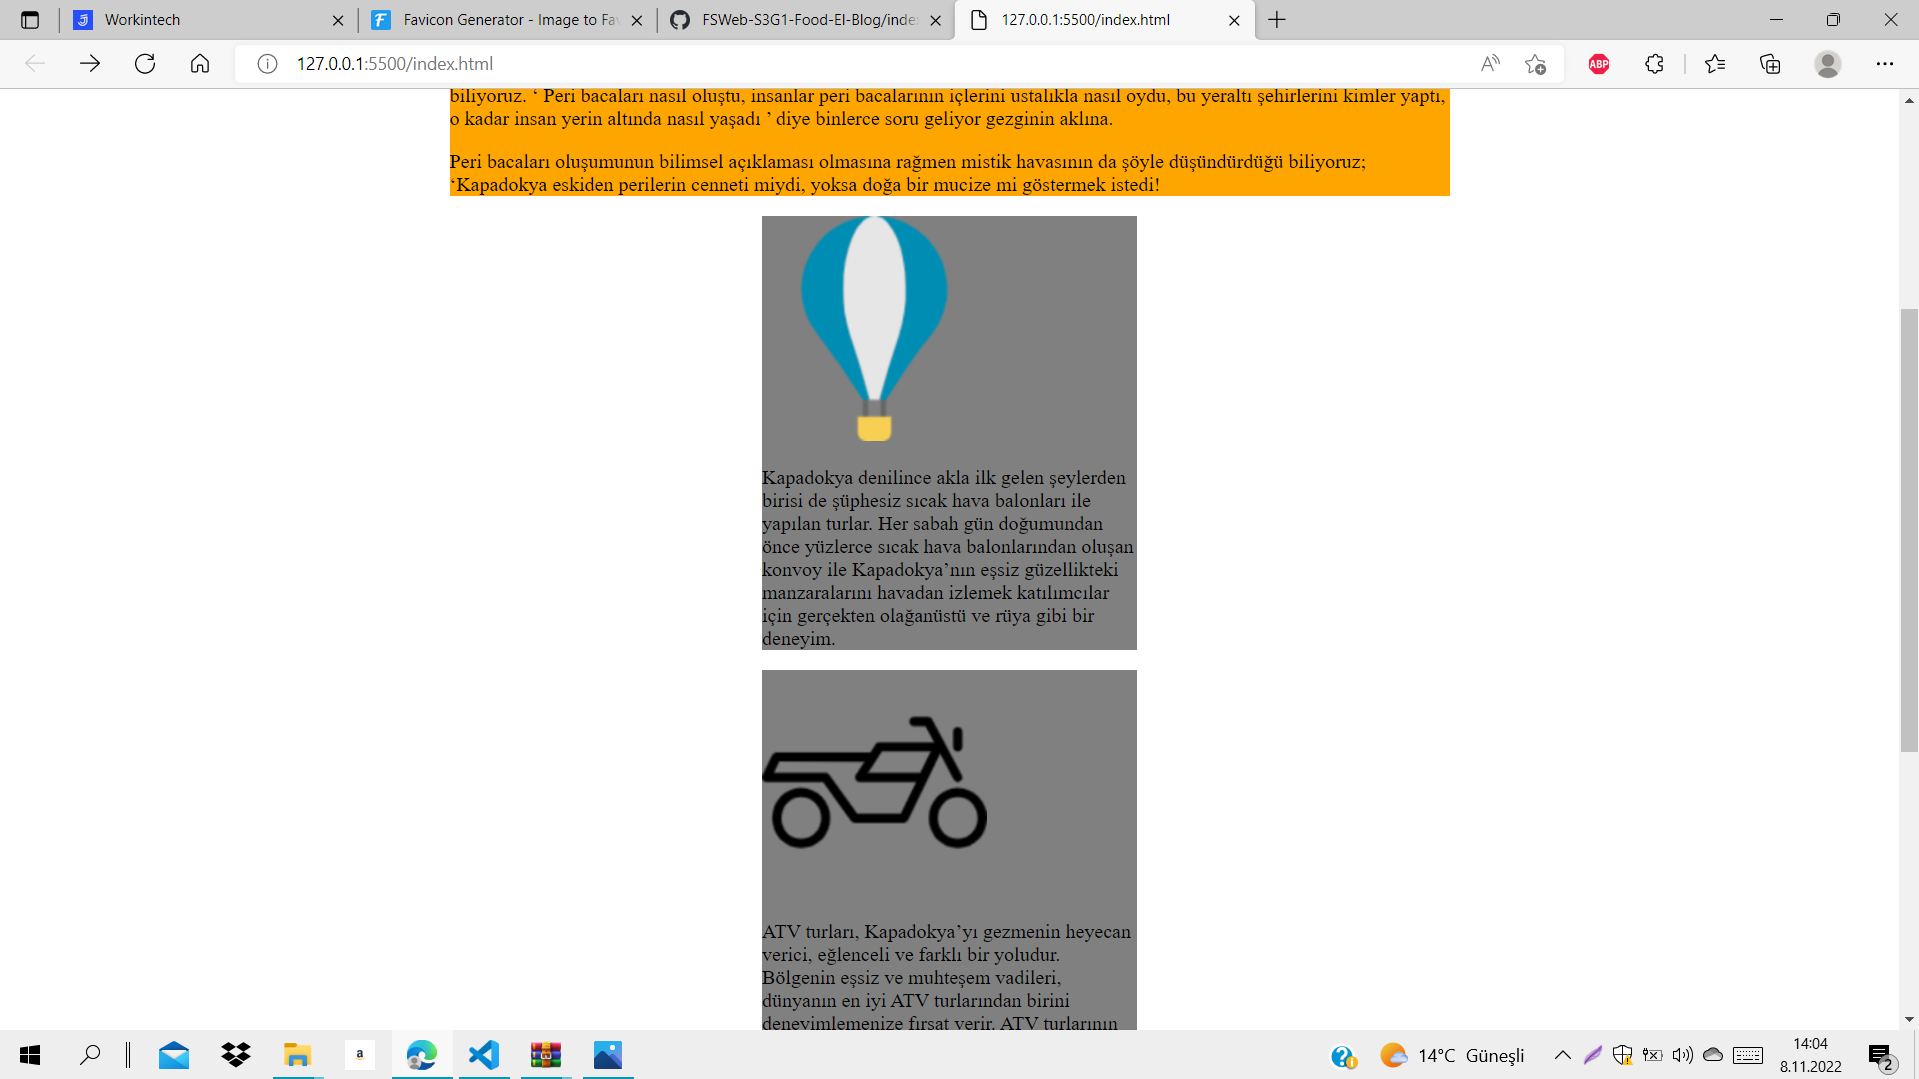 Workintech
Favicon Generator - Image to Fav
FSWeb-S3G1-Food-El-Blog/inde
127.0.0.1:5500/index.html
127.0.0.1:5500/index.html
ABP
biliyoruz. ‘ Peri bacaları nasıl oluştu, insanlar peri bacalarının içlerini ustalıkla nasıl oydu, bu yeraltı şehirlerini kimler yaptı,
o kadar insan yerin altında nasıl yaşadı ’ diye binlerce soru geliyor gezginin aklına.
Peri bacaları oluşumunun bilimsel açıklaması olmasına rağmen mistik havasının da şöyle düşündürdüğü biliyoruz;
‘Kapadokya eskiden perilerin cenneti miydi, yoksa doğa bir mucize mi göstermek istedi!
Kapadokya denilince akla ilk gelen şeylerden
birisi de şüphesiz sıcak hava balonları ile
yapılan turlar. Her sabah gün doğumundan
önce yüzlerce sıcak hava balonlarından oluşan
konvoy ile Kapadokya’nın eşsiz güzellikteki
manzaralarını havadan izlemek katılımcılar
için gerçekten olağanüstü ve rüya gibi bir
deneyim.
ATV turları, Kapadokya’yı gezmenin heyecan
verici, eğlenceli ve farklı bir yoludur.
Bölgenin eşsiz ve muhteşem vadileri,
dünyanın en iyi ATV turlarından birini
deneyimlemenize fırsat verir. ATV turlarının
a
14°C Güneşli
14:04
8.11.2022
2